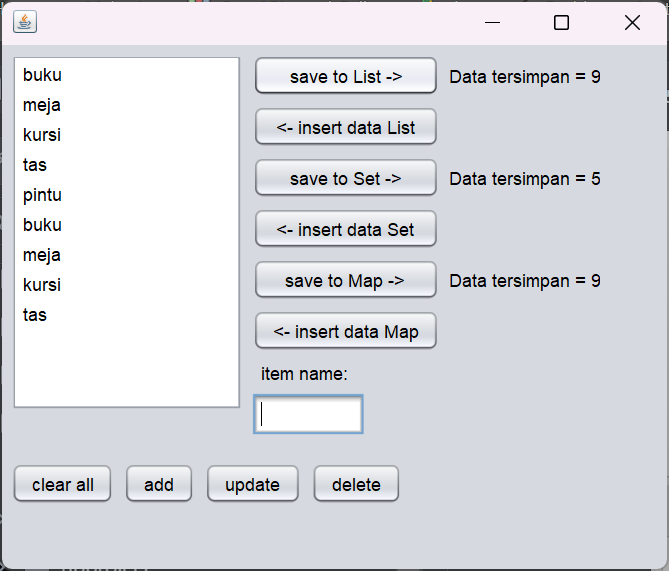 buku
meja
kursi
tas
pintu
buku
meja
kursi
tas
save to List -> Data tersimpan = 9
<- insert data List
save to Set -> Data tersimpan = 5
<- insert data Set
save to Map -> Data tersimpan = 9
<- insert data Map
item name:
clear all add update delete